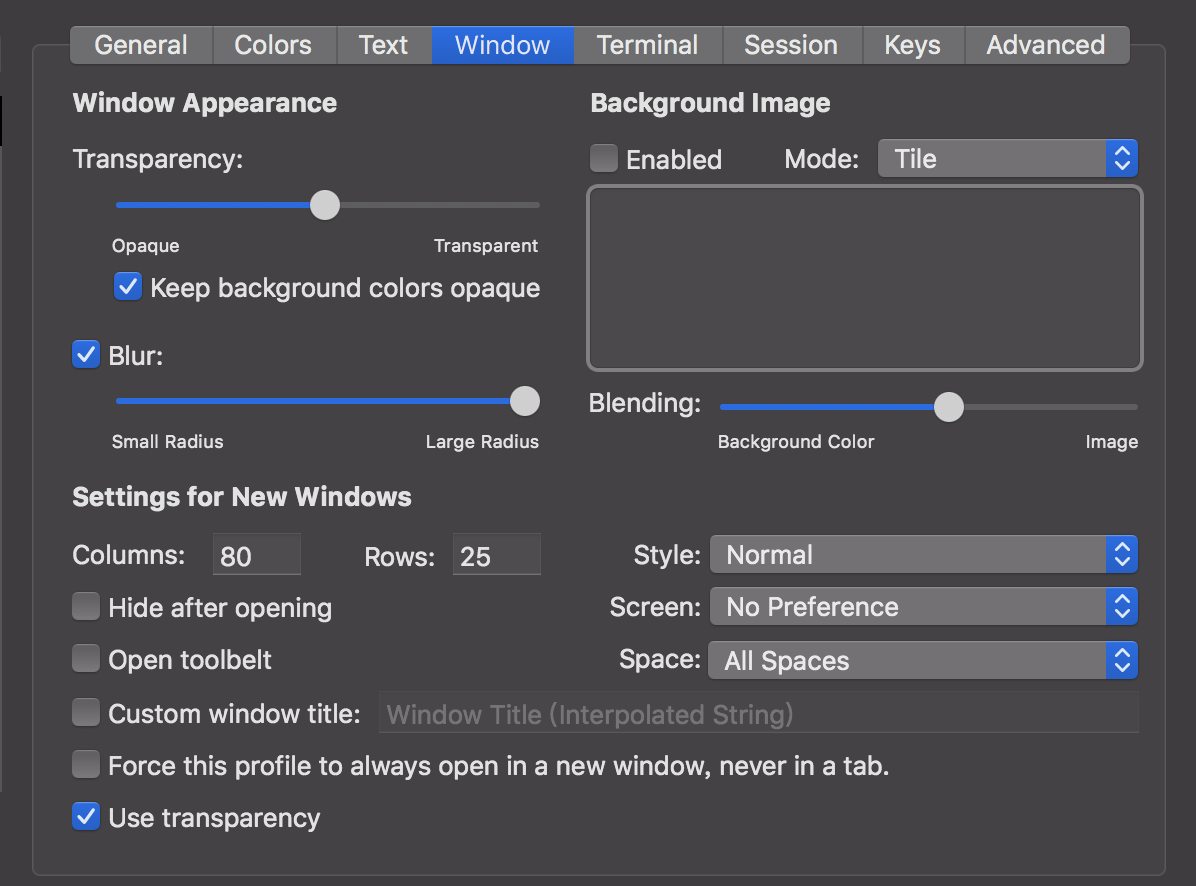 General Colors Text Window Terminal Session Keys Advanced
Window Appearance
Transparency:
Opaque Transparent
Keep background colors opaque
Blur:
Small Radius Large Radius
Background Image
Enabled Mode: Tile
Blending:
Background Color Image
Settings for New Windows
Columns: 80 Rows: 25 Style: Normal
Hide after opening Screen: No Preference
Open toolbelt Space: All Spaces
Custom window title: Window Title (Interpolated String)
Force this profile to always open in a new window, never in a tab.
Use transparency